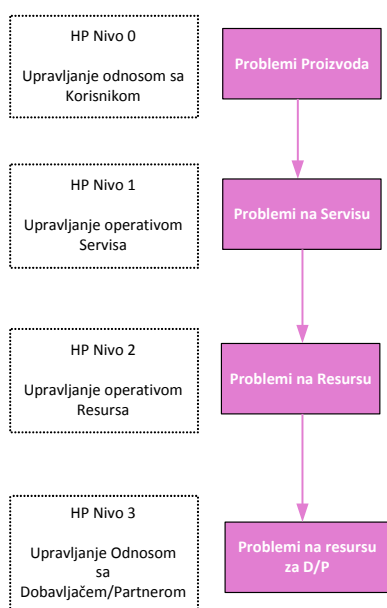 HP Nivo 0
Upravljanje odnosom sa
Korisnikom
Problemi Proizvoda
HP Nivo 1
Upravljanje operativom
Servisa
Problemi na Servisu
HP Nivo 2
Upravljanje operativom
Resursa
Problemi na Resursu
HP Nivo 3
Upravljanje Odnosom
sa
Dobavljačem/Partnerom
Problemi na resursu
za D/P